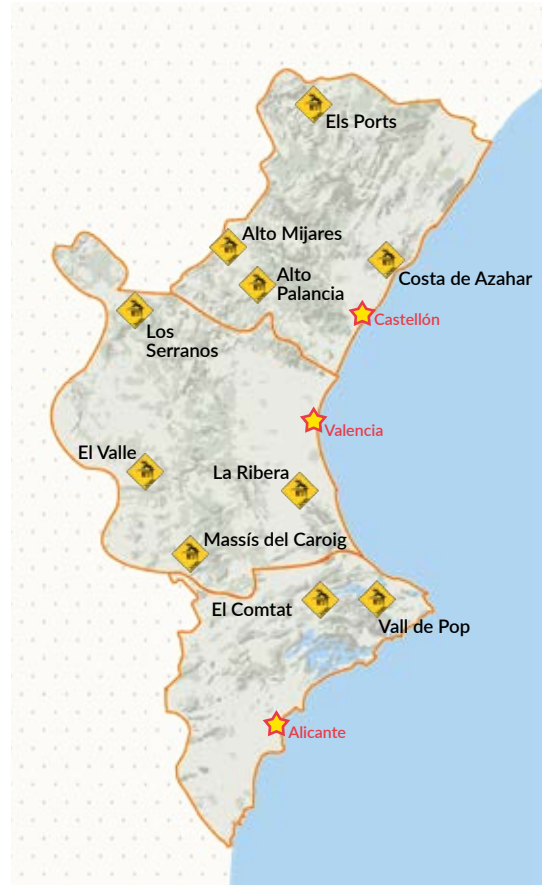 Els Ports
Alto Mijares
Alto
Palancia
Costa de Azahar
Castellón
Los
Serranos
Valencia
El Valle
La Ribera
Massís del Caroig
El Comtat
Vall de Pop
Alicante